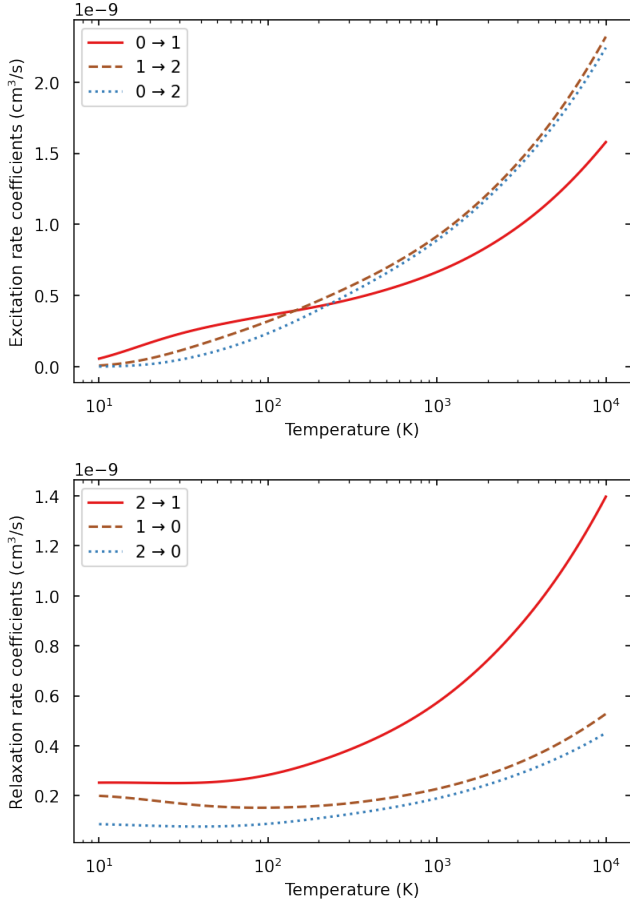 1e−9
Excitation rate coefficients (cm³/s)
2.0
1.5
1.0
0.5
0.0
0 → 1
1 → 2
0 → 2
10¹
10²
10³
10⁴
Temperature (K)
1e−9
Relaxation rate coefficients (cm³/s)
1.4
1.2
1.0
0.8
0.6
0.4
0.2
2 → 1
1 → 0
2 → 0
10¹
10²
10³
10⁴
Temperature (K)